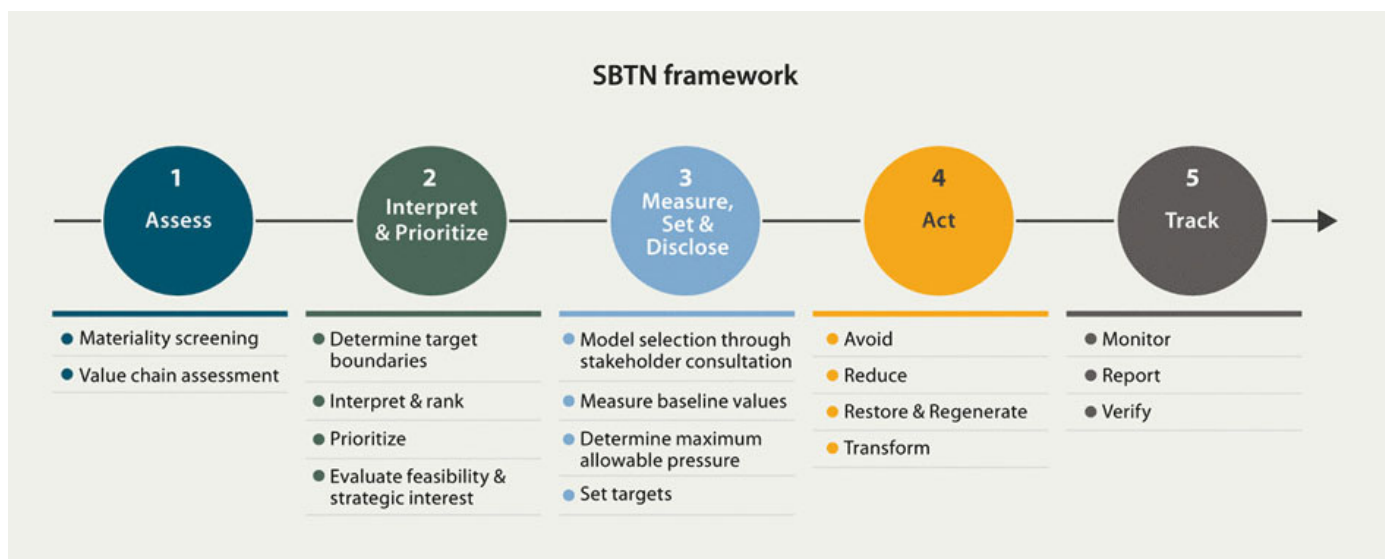 SBTN framework
1
Assess
2
Interpret
& Prioritize
3
Measure,
Set &
Disclose
4
Act
5
Track
Materiality screening
Value chain assessment
Determine target
boundaries
Interpret & rank
Prioritize
Evaluate feasibility &
strategic interest
Model selection through
stakeholder consultation
Measure baseline values
Determine maximum
allowable pressure
Set targets
Avoid
Reduce
Restore & Regenerate
Transform
Monitor
Report
Verify